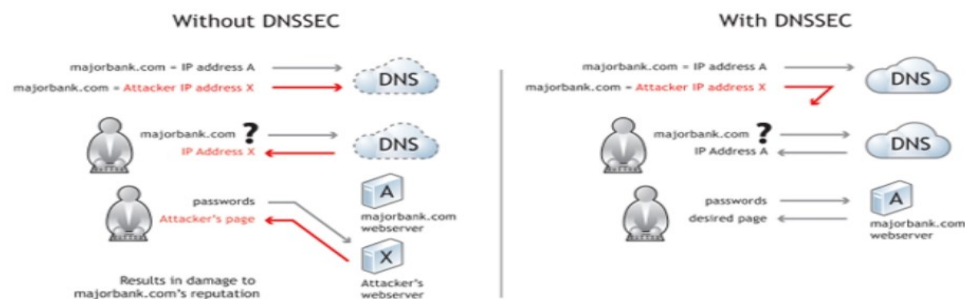 Without DNSSEC
majorbank.com = IP address A
DNS
majorbank.com = Attacker IP address X
majorbank.com ?
IP Address X
DNS
passwords
Attacker's page
A
majorbank.com
webserver
X
Attacker's
webserver
Results in damage to
majorbank.com's reputation
With DNSSEC
majorbank.com = IP address A
DNS
majorbank.com = Attacker IP address X
majorbank.com ?
IP Address A
DNS
passwords
desired page
A
majorbank.com
webserver